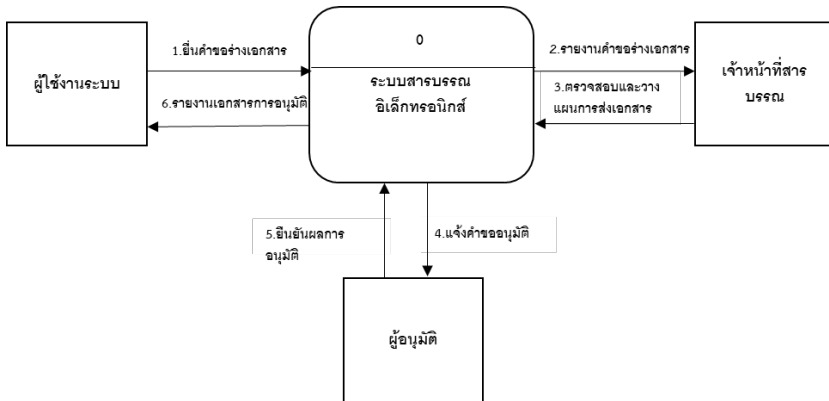 0
1.ยื่นคำขอร่างเอกสาร
2.รายงานคำขอร่างเอกสาร
ผู้ใช้งานระบบ
ระบบสารบรรณ
อิเล็กทรอนิกส์
เจ้าหน้าที่สาร
บรรณ
6.รายงานเอกสารการอนุมัติ
3.ตรวจสอบและวาง
แผนการส่งเอกสาร
5.ยืนยันผลการ
อนุมัติ
4.แจ้งคำขออนุมัติ
ผู้อนุมัติ